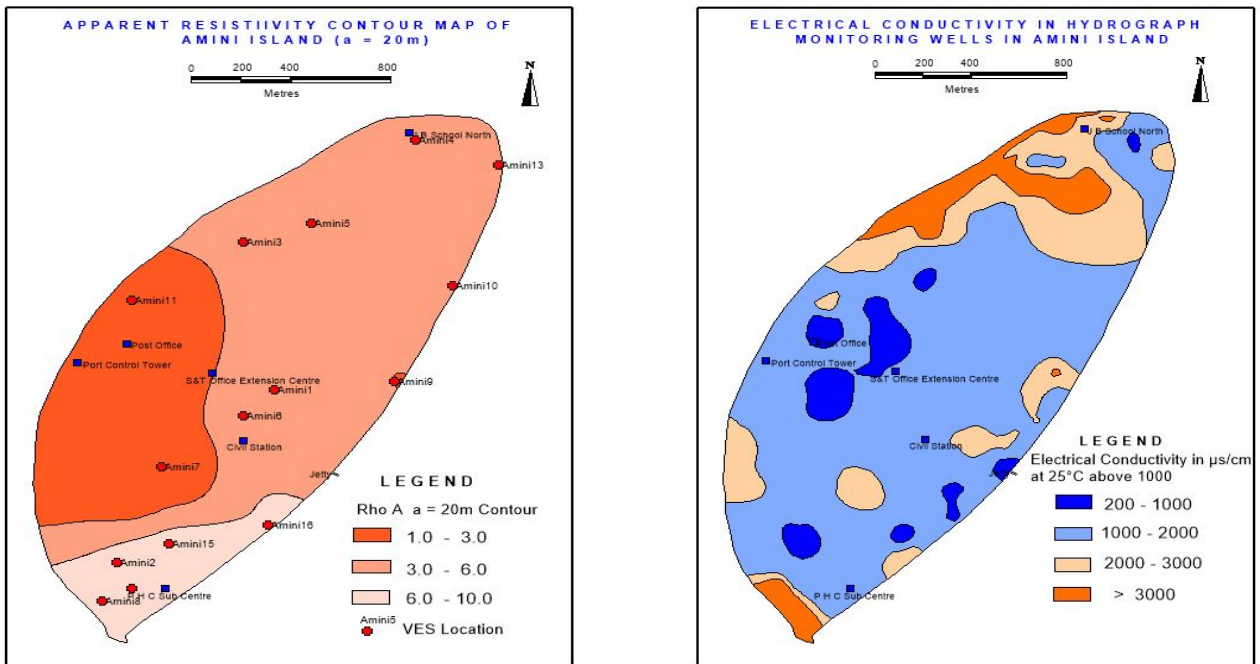 APPARENT RESISTIIVITY CONTOUR MAP OF
AMINI ISLAND (a = 20m)
0 200 400 800
Metres
N
J B School North
Amini4
Amini13
Amini5
Amini3
Amini10
Amini11
Post Office
Port Control Tower
S&T Office Extension Centre
Amini9
Amini1
Amini6
Civil Station
Amini7
Jetty
Amini16
Amini15
Amini2
P H C Sub Centre
Amini8
LEGEND
Rho A a = 20m Contour
1.0 - 3.0
3.0 - 6.0
6.0 - 10.0
Amini5
VES Location
ELECTRICAL CONDUCTIVITY IN HYDROGRAPH
MONITORING WELLS IN AMINI ISLAND
0 200 400 800
Metres
N
J B School North
Post Office
Port Control Tower
S&T Office Extension Centre
Civil Station
Jetty
P H C Sub Centre
LEGEND
Electrical Conductivity in µs/cm
at 25°C above 1000
200 - 1000
1000 - 2000
2000 - 3000
> 3000